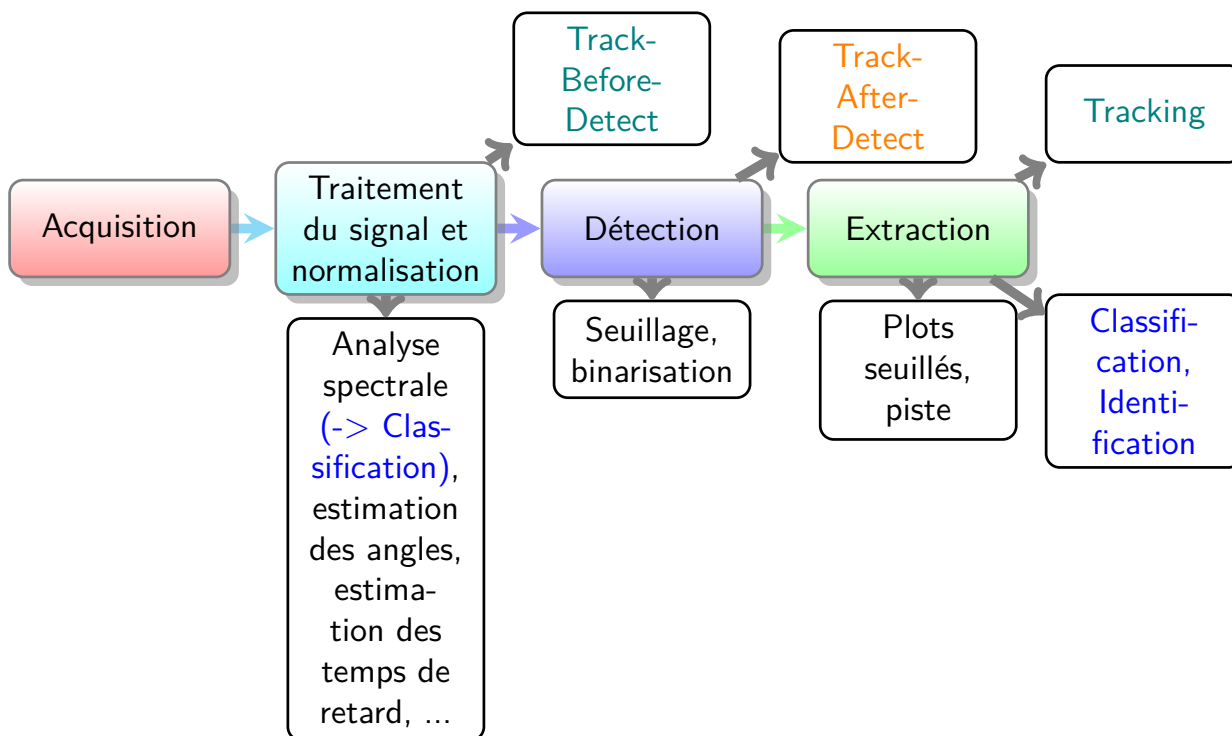 Track-
Before-
Detect
Track-
After-
Detect
Tracking
Acquisition
Traitement
du signal et
normalisation
Détection
Extraction
Analyse
spectrale
(-> Clas-
sification),
estimation
des angles,
estima-
tion des
temps de
retard, ...
Seuillage,
binarisation
Plots
seuillés,
piste
Classifi-
cation,
Identi-
fication